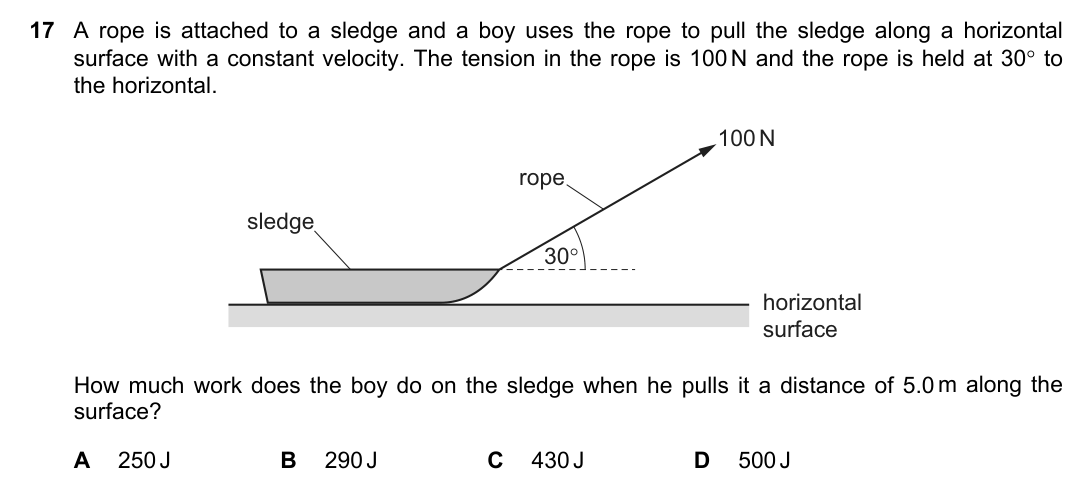 17 A rope is attached to a sledge and a boy uses the rope to pull the sledge along a horizontal
surface with a constant velocity. The tension in the rope is 100 N and the rope is held at 30° to
the horizontal.
100 N
rope
sledge
30°
horizontal
surface
How much work does the boy do on the sledge when he pulls it a distance of 5.0 m along the
surface?
A 250 J B 290 J C 430 J D 500 J